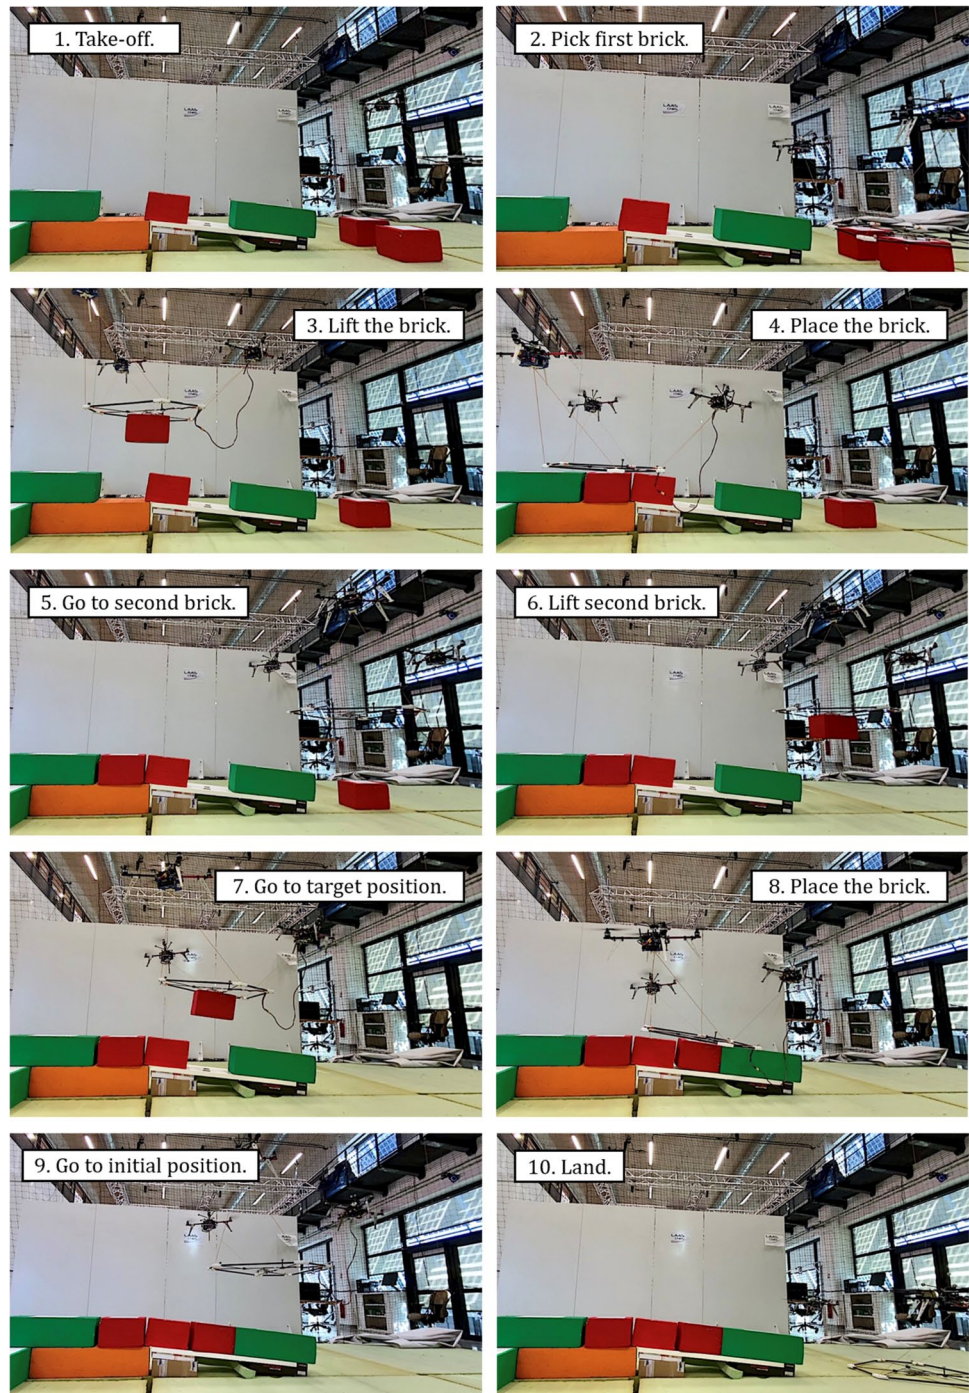 1. Take-off.
2. Pick first brick.
3. Lift the brick.
4. Place the brick.
5. Go to second brick.
6. Lift second brick.
7. Go to target position.
8. Place the brick.
9. Go to initial position.
10. Land.